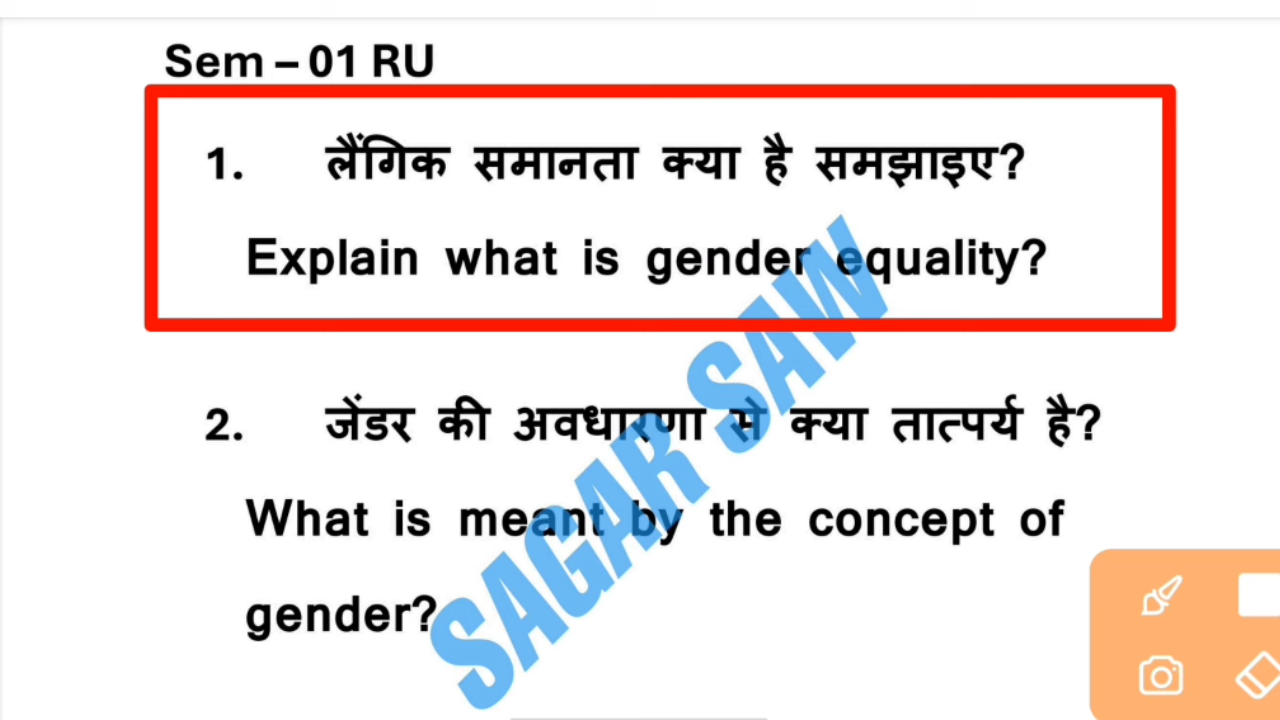 Sem – 01 RU
1. लैंगिक समानता क्या है समझाइए?
Explain what is gender equality?
2. जेंडर की अवधारणा से क्या तात्पर्य है?
What is meant by the concept of
gender?
SAGAR SAW